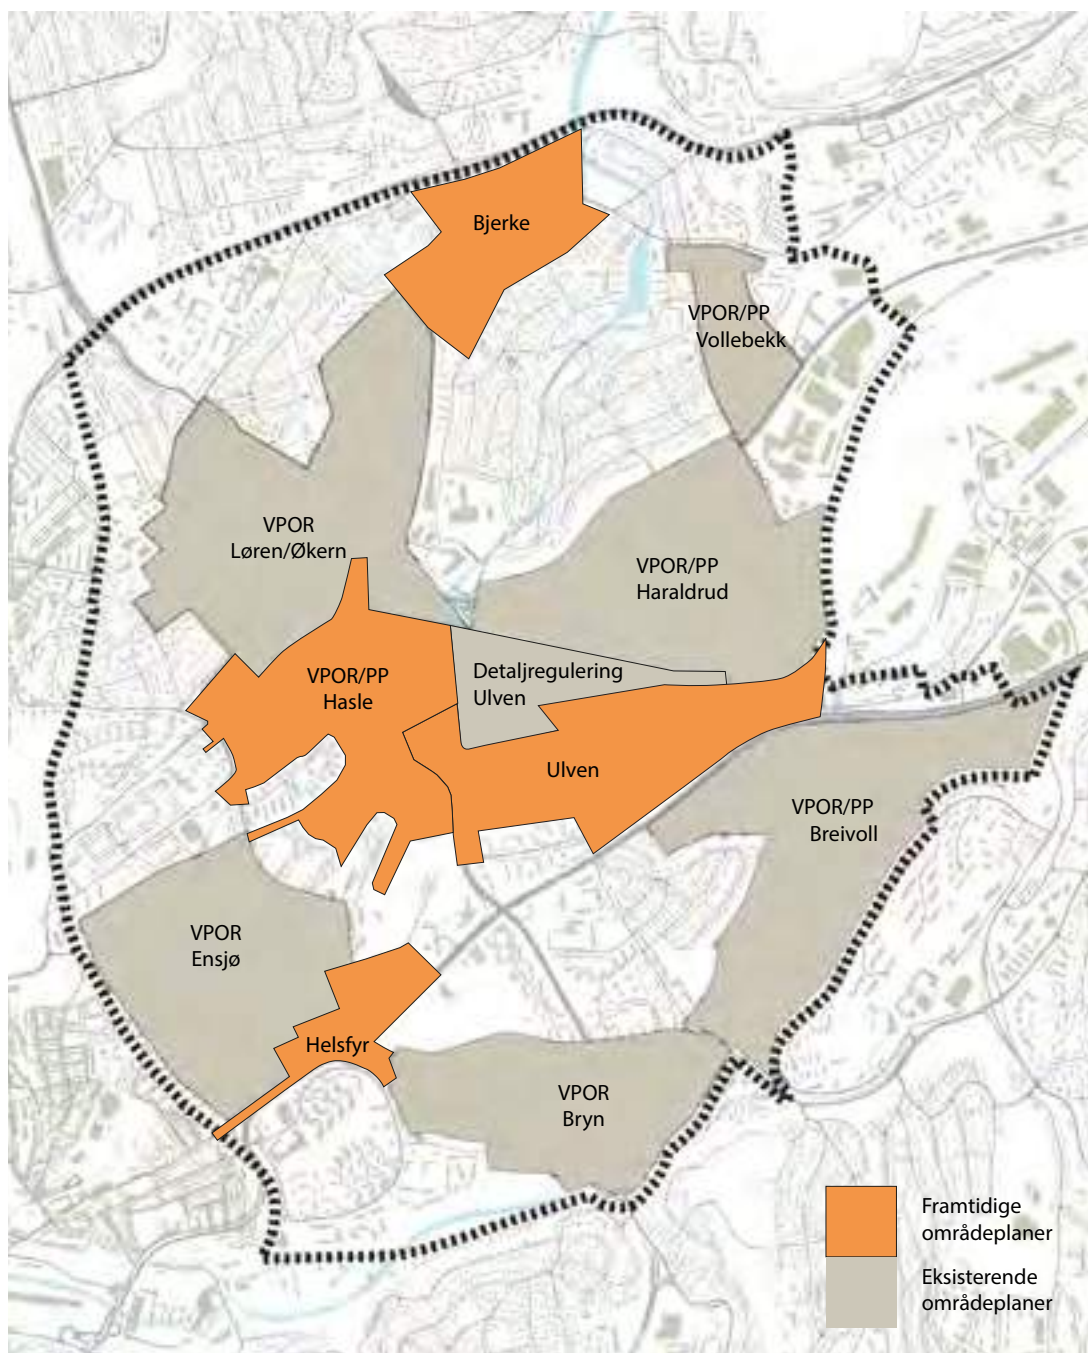 Bjerke
VPOR/PP
Vollebekk
VPOR
Løren/Økern
VPOR/PP
Haraldrud
VPOR/PP
Hasle
Detaljregulering
Ulven
Ulven
VPOR/PP
Breivoll
VPOR
Ensjø
Helsfyr
VPOR
Bryn
Framtidige
områdeplaner
Eksisterende
områdeplaner